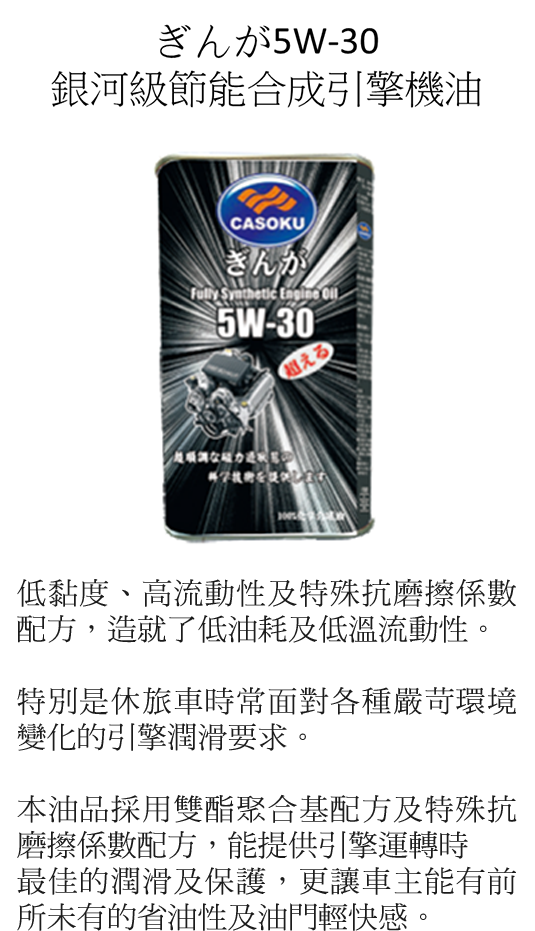 ぎんが5W-30
銀河級節能合成引擎機油
CASOKU
ぎんが
Fully Synthetic Engine Oil
5W-30
超える
低黏度、高流動性及特殊抗磨擦係數
配方，造就了低油耗及低溫流動性。
特別是休旅車時常面對各種嚴苛環境
變化的引擎潤滑要求。
本油品採用雙酯聚合基配方及特殊抗
磨擦係數配方，能提供引擎運轉時
最佳的潤滑及保護，更讓車主能有前
所未有的省油性及油門輕快感。